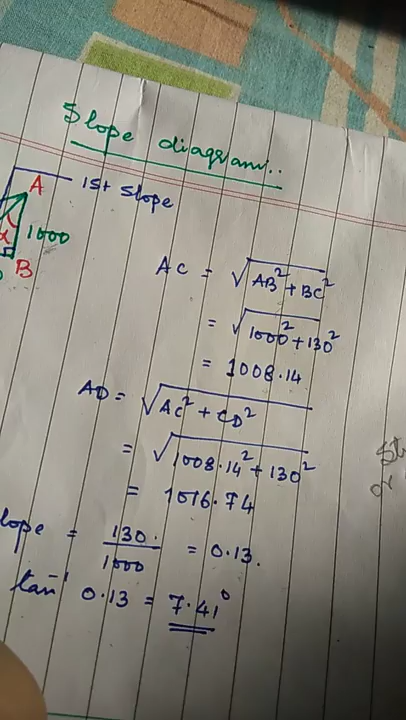 Slope diagram..
A 1st Slope
α 1000
B
AC = √AB² + BC²
= √1000² + 130²
= 1008.14
AD = √AC² + CD²
= √1008.14² + 130²
= 1016.74
lope = 130. / 1000 = 0.13.
tan⁻¹ 0.13 = 7.41°
or